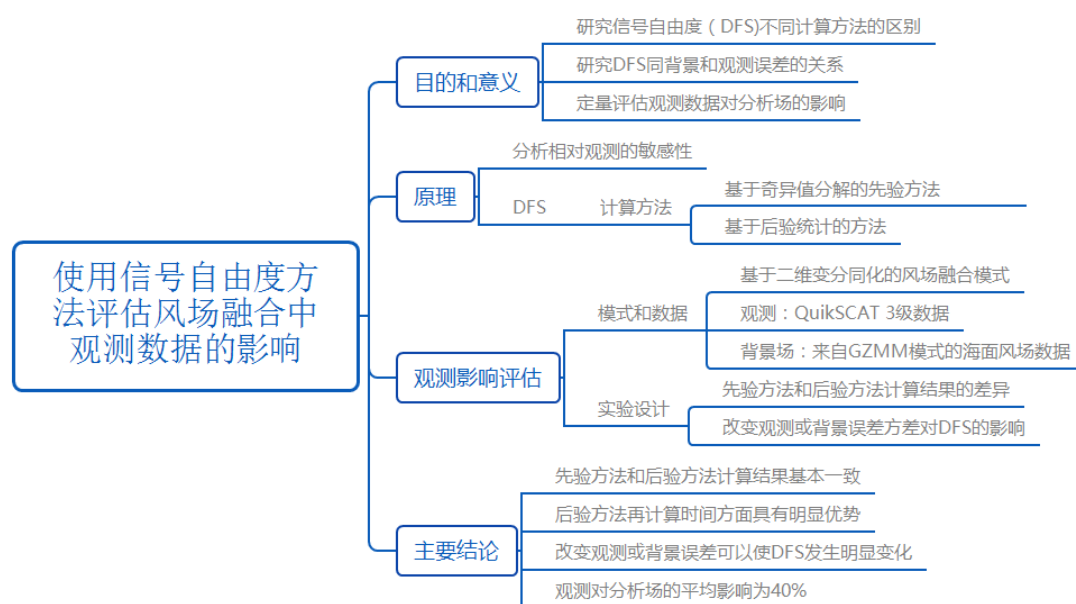 使用信号自由度方
法评估风场融合中
观测数据的影响
目的和意义
研究信号自由度（DFS)不同计算方法的区别
研究DFS同背景和观测误差的关系
定量评估观测数据对分析场的影响
原理
分析相对观测的敏感性
DFS
计算方法
基于奇异值分解的先验方法
基于后验统计的方法
观测影响评估
模式和数据
基于二维变分同化的风场融合模式
观测：QuikSCAT 3级数据
背景场：来自GZMM模式的海面风场数据
实验设计
先验方法和后验方法计算结果的差异
改变观测或背景误差方差对DFS的影响
主要结论
先验方法和后验方法计算结果基本一致
后验方法再计算时间方面具有明显优势
改变观测或背景误差可以使DFS发生明显变化
观测对分析场的平均影响为40%